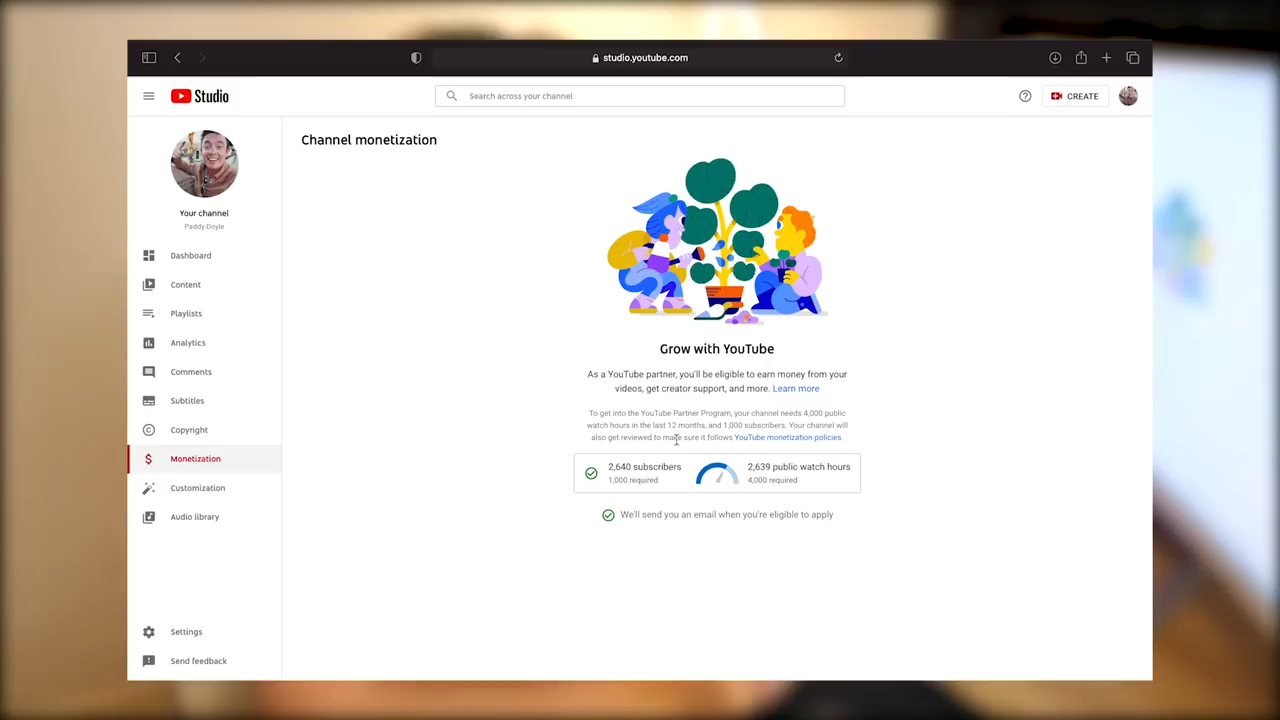 studio.youtube.com
Studio
Search across your channel
CREATE
Channel monetization
Your channel
Paddy Doyle
Dashboard
Content
Playlists
Analytics
Comments
Subtitles
Copyright
Monetization
Customization
Audio library
Settings
Send feedback
Grow with YouTube
As a YouTube partner, you'll be eligible to earn money from your
videos, get creator support, and more. Learn more
To get into the YouTube Partner Program, your channel needs 4,000 public
watch hours in the last 12 months, and 1,000 subscribers. Your channel will
also get reviewed to make sure it follows YouTube monetization policies.
2,640 subscribers
1,000 required
2,639 public watch hours
4,000 required
We'll send you an email when you're eligible to apply